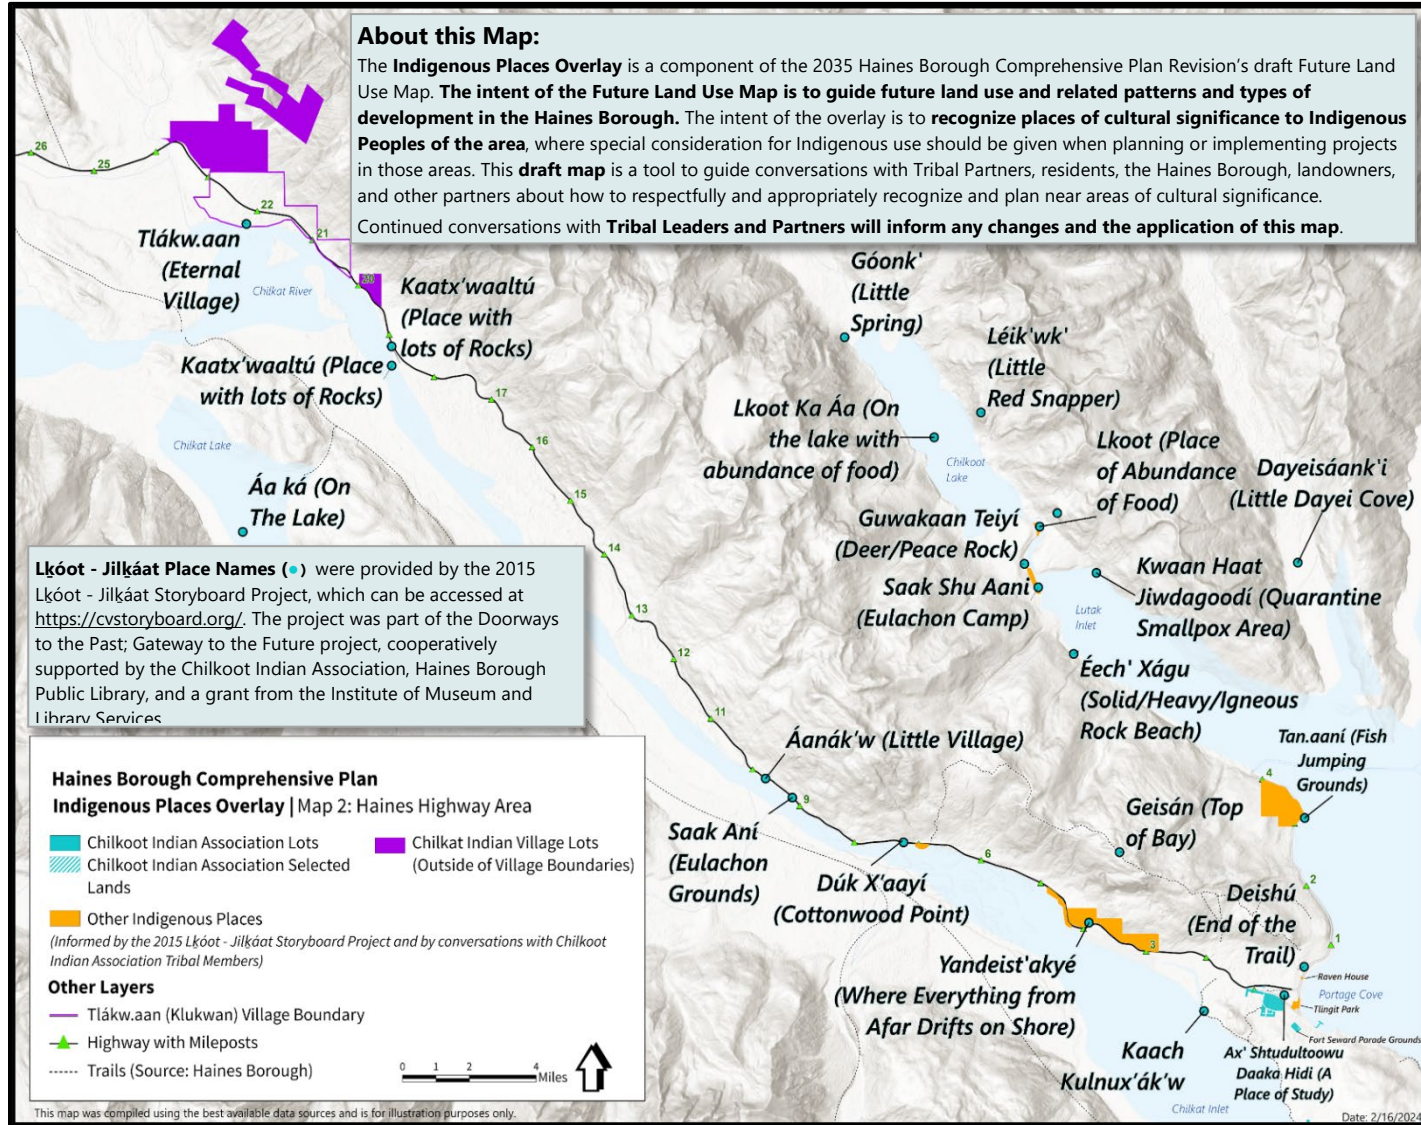 About this Map:
The Indigenous Places Overlay is a component of the 2035 Haines Borough Comprehensive Plan Revision's draft Future Land
Use Map. The intent of the Future Land Use Map is to guide future land use and related patterns and types of
development in the Haines Borough. The intent of the overlay is to recognize places of cultural significance to Indigenous
Peoples of the area, where special consideration for Indigenous use should be given when planning or implementing projects
in those areas. This draft map is a tool to guide conversations with Tribal Partners, residents, the Haines Borough, landowners,
and other partners about how to respectfully and appropriately recognize and plan near areas of cultural significance.
Continued conversations with Tribal Leaders and Partners will inform any changes and the application of this map.
26
25
22
21
Tlákw.aan
(Eternal
Village)
Chilkat River
Kaatx'waaltú
(Place with
lots of Rocks)
Kaatx'waaltú (Place
with lots of Rocks)
Góonk'
(Little
Spring)
Léik'wk'
(Little
Red Snapper)
17
16
15
14
13
12
11
9
6
3
4
2
1
Chilkat Lake
Áa ká (On
The Lake)
Lkoot Ka Áa (On
the lake with
abundance of food)
Chilkoot
Lake
Lkoot (Place
of Abundance
of Food)
Dayeisáank'i
(Little Dayei Cove)
Guwakaan Teiyí
(Deer/Peace Rock)
Saak Shu Aani
(Eulachon Camp)
Lutak
Inlet
Kwaan Haat
Jiwdagoodí (Quarantine
Smallpox Area)
Éech' Xágu
(Solid/Heavy/Igneous
Rock Beach)
Tan.aaní (Fish
Jumping
Grounds)
Lḵóot - Jilḵáat Place Names (●) were provided by the 2015
Lḵóot - Jilḵáat Storyboard Project, which can be accessed at
https://cvstoryboard.org/. The project was part of the Doorways
to the Past; Gateway to the Future project, cooperatively
supported by the Chilkoot Indian Association, Haines Borough
Public Library, and a grant from the Institute of Museum and
Library Services
Áanák'w (Little Village)
Saak Aní
(Eulachon
Grounds)
Dúk X'aayí
(Cottonwood Point)
Geisán (Top
of Bay)
Deishú
(End of the
Trail)
Yandeist'akyé
(Where Everything from
Afar Drifts on Shore)
Raven House
Portage Cove
Tlingit Park
Fort Seward Parade Grounds
Kaach
Kulnux'ák'w
Ax' Shtudultoowu
Daaka Hidi (A
Place of Study)
Chilkat Inlet
Haines Borough Comprehensive Plan
Indigenous Places Overlay | Map 2: Haines Highway Area
Chilkoot Indian Association Lots
Chilkoot Indian Association Selected
Lands
Chilkat Indian Village Lots
(Outside of Village Boundaries)
Other Indigenous Places
(Informed by the 2015 Lḵóot - Jilḵáat Storyboard Project and by conversations with Chilkoot
Indian Association Tribal Members)
Other Layers
Tlákw.aan (Klukwan) Village Boundary
Highway with Mileposts
Trails (Source: Haines Borough)
0 1 2 4
Miles
This map was compiled using the best available data sources and is for illustration purposes only.
Date: 2/16/2024